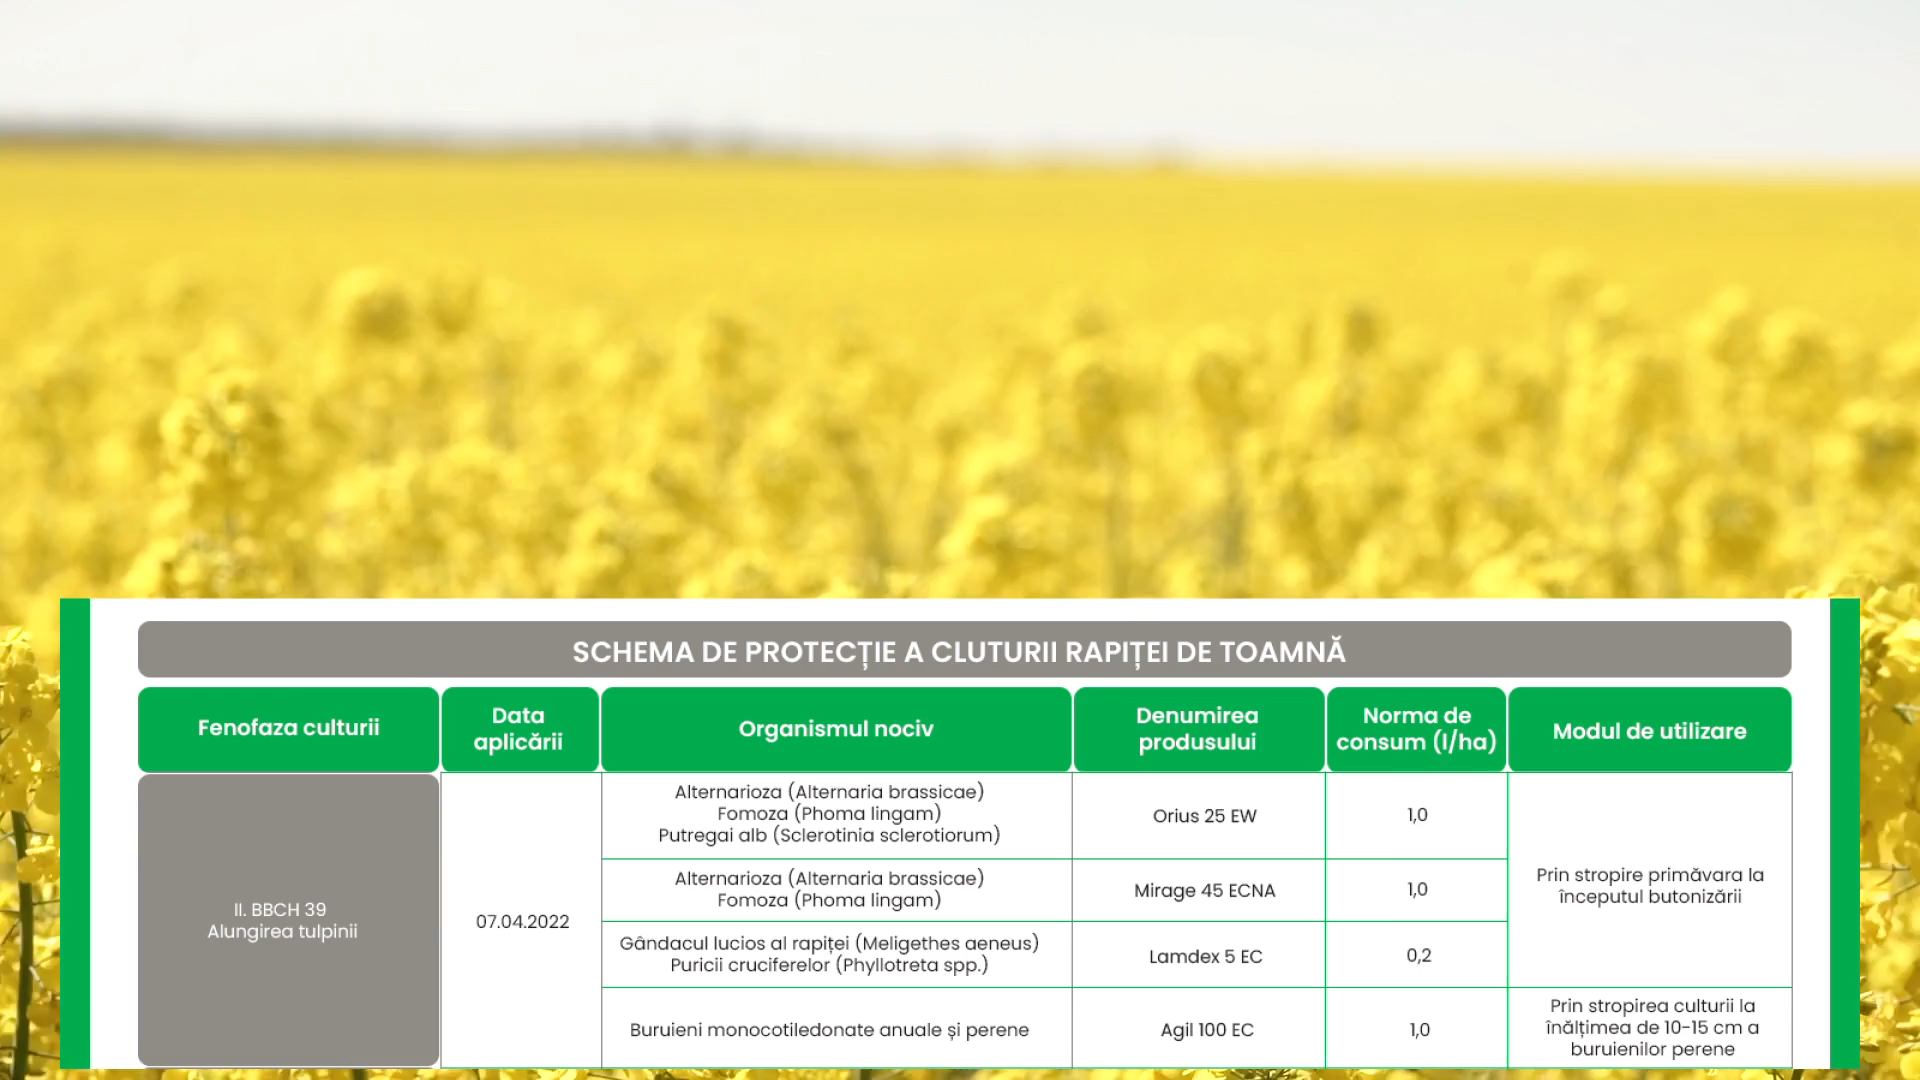 SCHEMA DE PROTECȚIE A CLUTURII RAPIȚEI DE TOAMNĂ
Fenofaza culturii
Data
aplicării
Organismul nociv
Denumirea
produsului
Norma de
consum (l/ha)
Modul de utilizare
II. BBCH 39
Alungirea tulpinii
07.04.2022
Alternarioza (Alternaria brassicae)
Fomoza (Phoma lingam)
Putregai alb (Sclerotinia sclerotiorum)
Orius 25 EW
1,0
Alternarioza (Alternaria brassicae)
Fomoza (Phoma lingam)
Mirage 45 ECNA
1,0
Gândacul lucios al rapiței (Meligethes aeneus)
Puricii cruciferelor (Phyllotreta spp.)
Lamdex 5 EC
0,2
Prin stropire primăvara la
începutul butonizării
Buruieni monocotiledonate anuale și perene
Agil 100 EC
1,0
Prin stropirea culturii la
înălțimea de 10-15 cm a
buruienilor perene